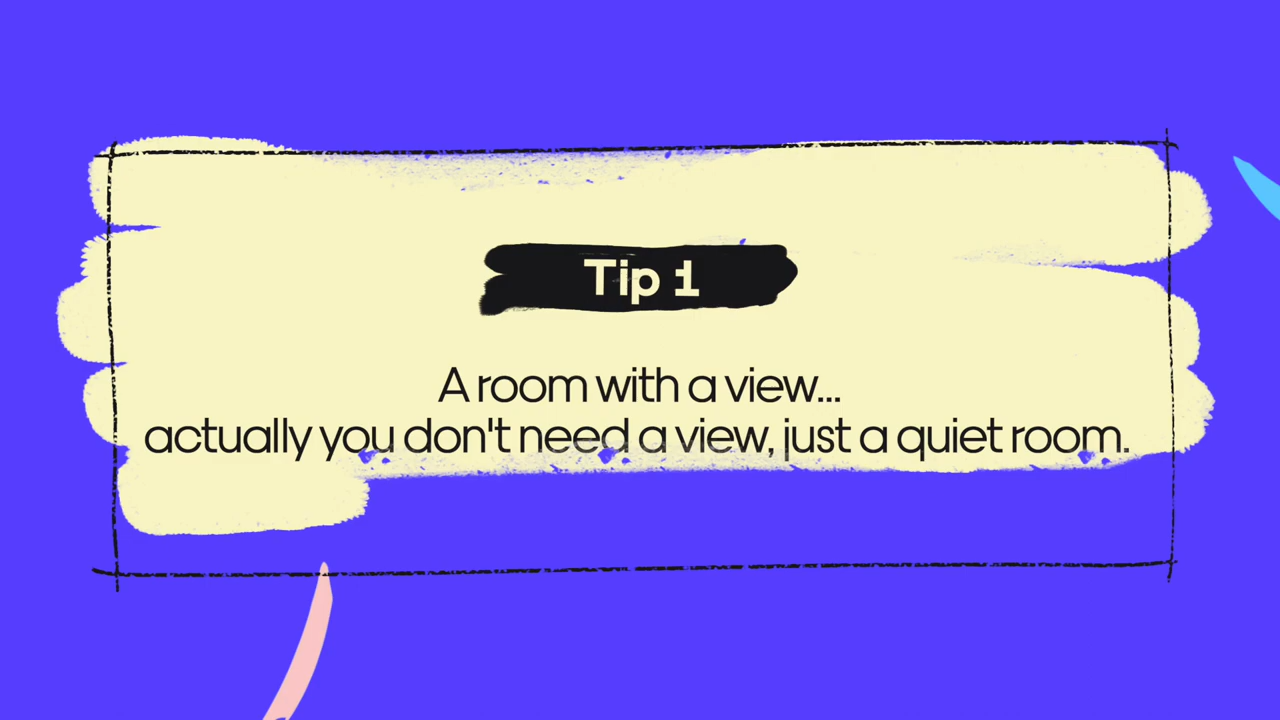 Tip 1
A room with a view...
actually you don't need a view, just a quiet room.